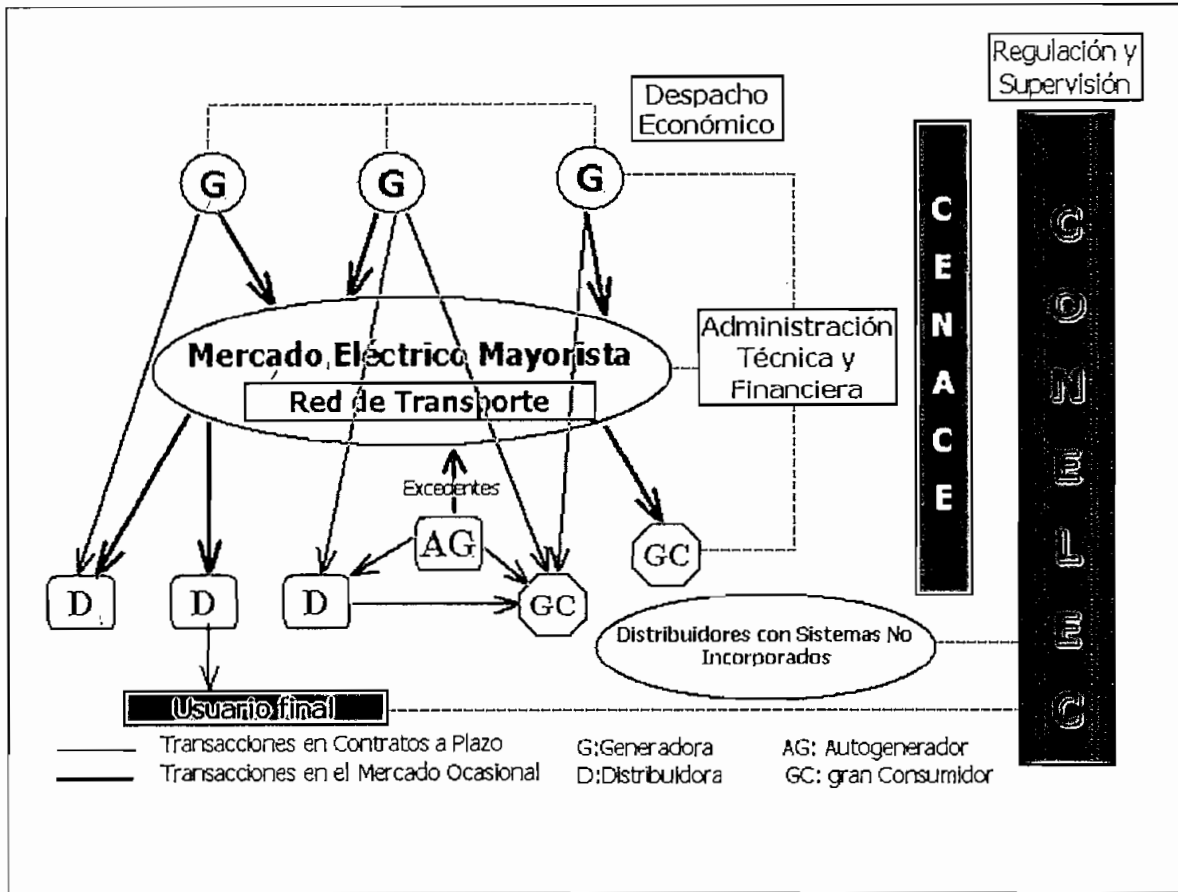 Regulación y
Supervisión
Despacho
Económico
G
G
G
CENACE
CONELEC
Mercado Eléctrico Mayorista
Red de Transporte
Administración
Técnica y
Financiera
Excedentes
AG
GC
D
D
D
GC
Distribuidores con Sistemas No
Incorporados
Usuario final
Transacciones en Contratos a Plazo
G:Generadora
AG: Autogenerador
Transacciones en el Mercado Ocasional
D:Distribuidora
GC: gran Consumidor